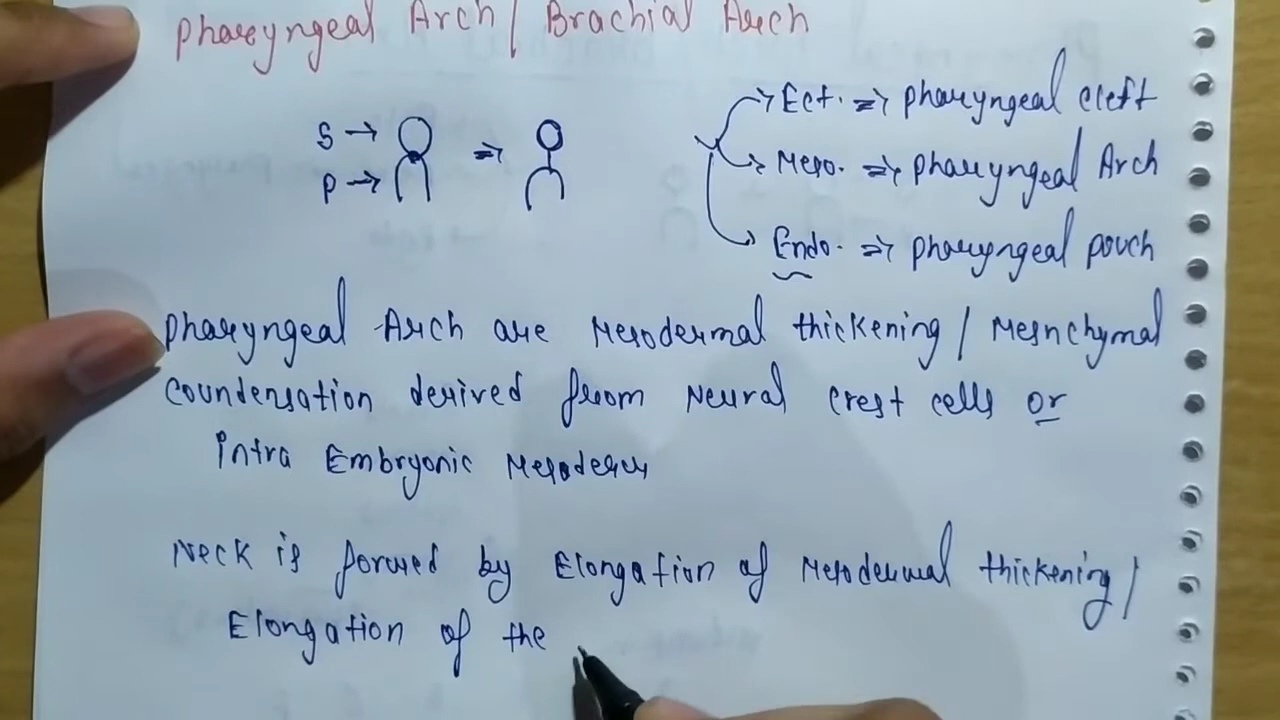 Pharyngeal Arch / Brachial Arch
Ect. => pharyngeal cleft
S →
=>
Meso. => pharyngeal Arch
P →
Endo. => pharyngeal pouch
Pharyngeal Arch are Mesodermal thickening / Mesnchymal
Coundensation derived from Neural crest cells or
Intra Embryonic Mesoderm
Neck is formed by Elongation of Mesodermal thickening /
Elongation of the